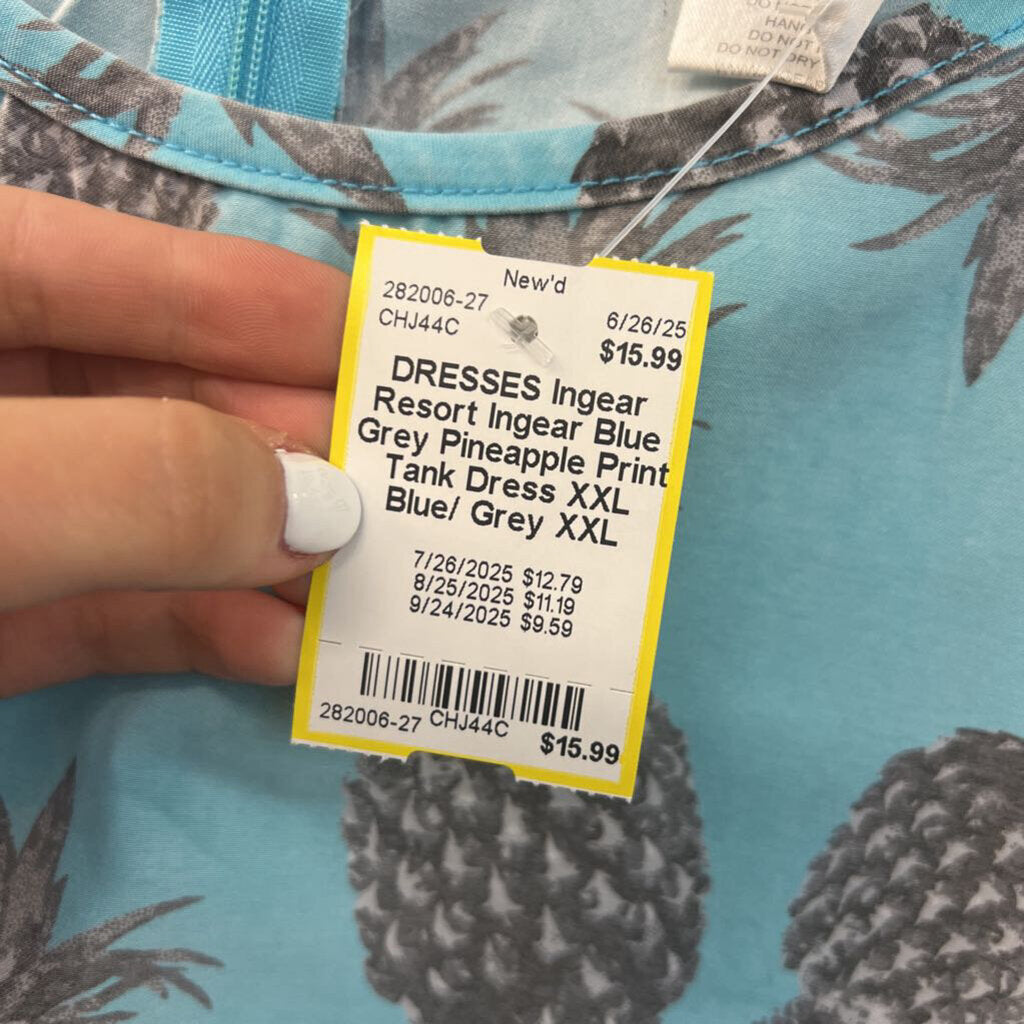 HAND
DO NOT
DO NOT DRY
New'd
282006-27
CHJ44C
6/26/25
$15.99
DRESSES Ingear
Resort Ingear Blue
Grey Pineapple Print
Tank Dress XXL
Blue/ Grey XXL
7/26/2025 $12.79
8/25/2025 $11.19
9/24/2025 $9.59
282006-27 CHJ44C
$15.99